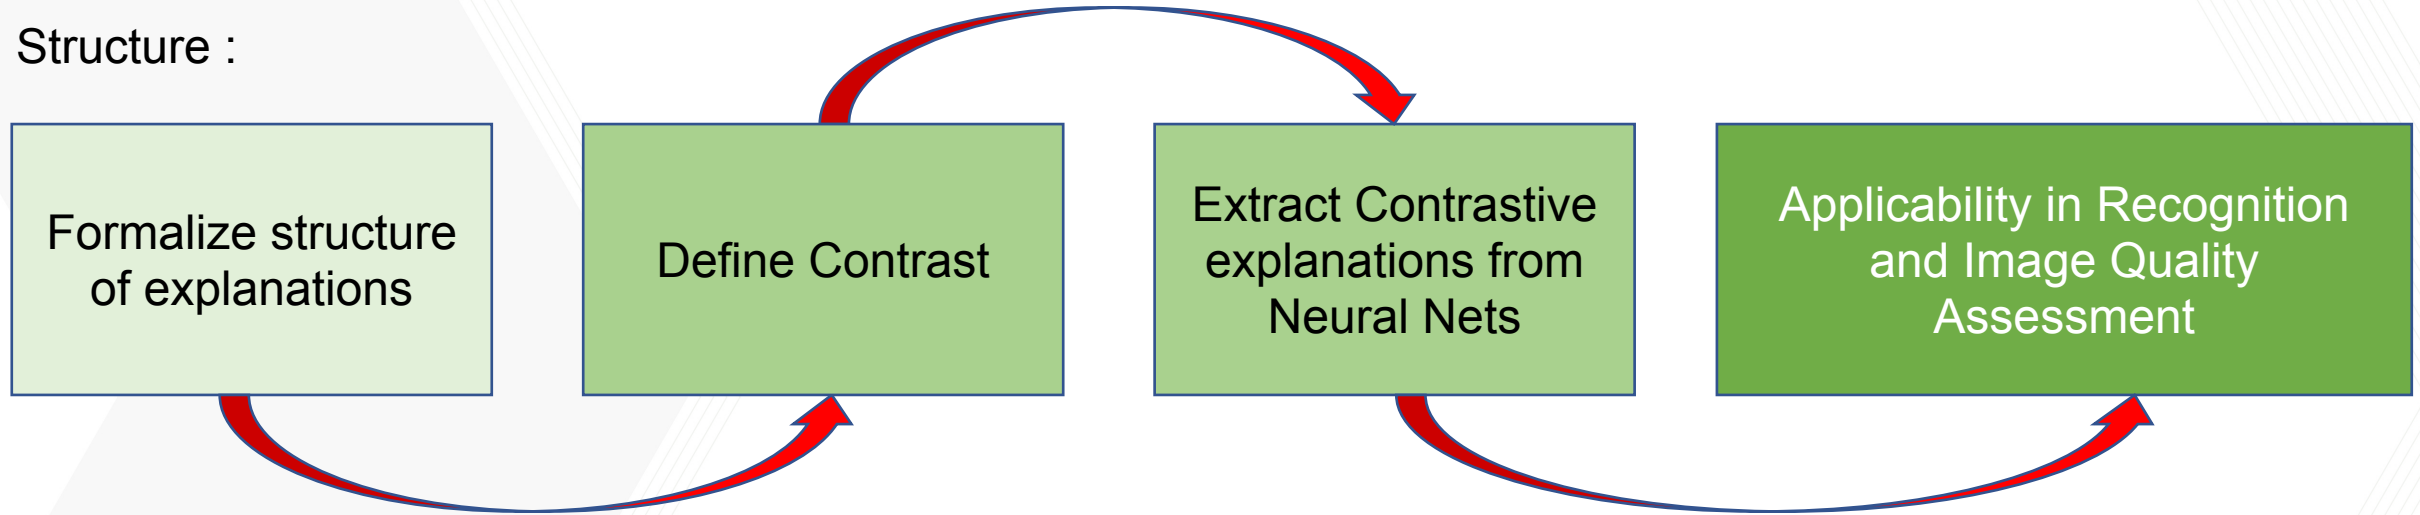 Structure :
Formalize structure
of explanations
Define Contrast
Extract Contrastive
explanations from
Neural Nets
Applicability in Recognition
and Image Quality
Assessment